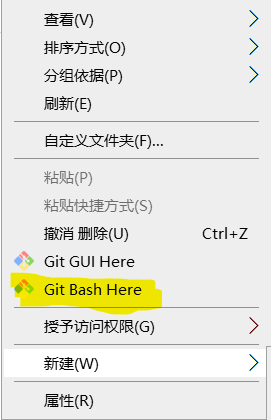 查看(V)
排序方式(O)
分组依据(P)
刷新(E)
自定义文件夹(F)...
粘贴(P)
粘贴快捷方式(S)
撤消 删除(U) Ctrl+Z
Git GUI Here
Git Bash Here
授予访问权限(G)
新建(W)
属性(R)